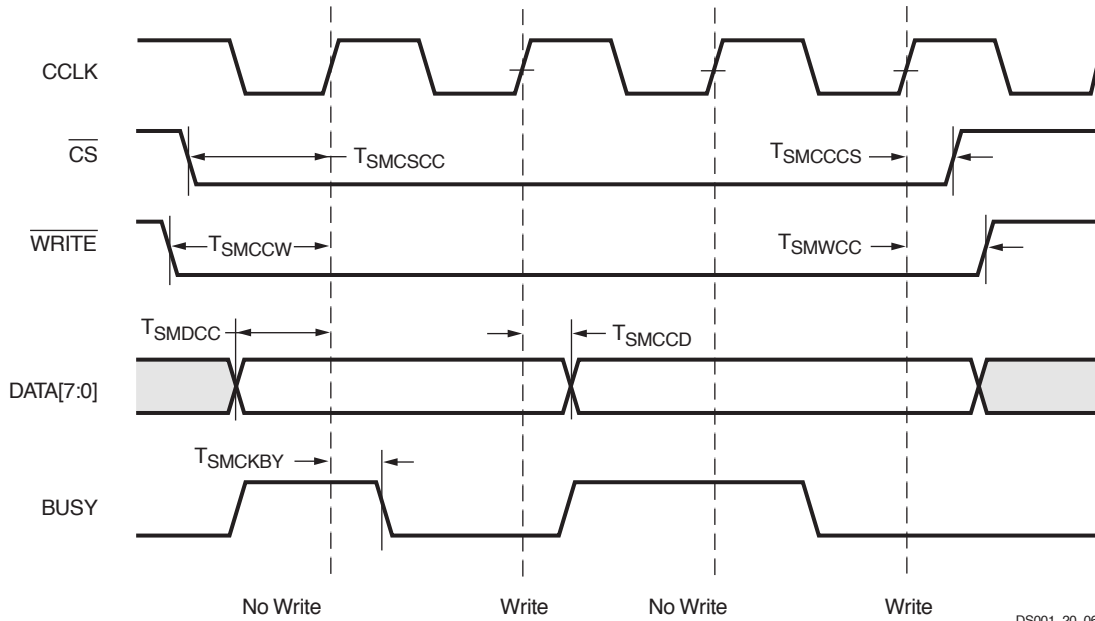 CCLK
CS
TSMCSCC
TSMCCCS
WRITE
TSMCCW
TSMWCC
TSMDCC
TSMCCD
DATA[7:0]
TSMCKBY
BUSY
No Write
Write
No Write
Write